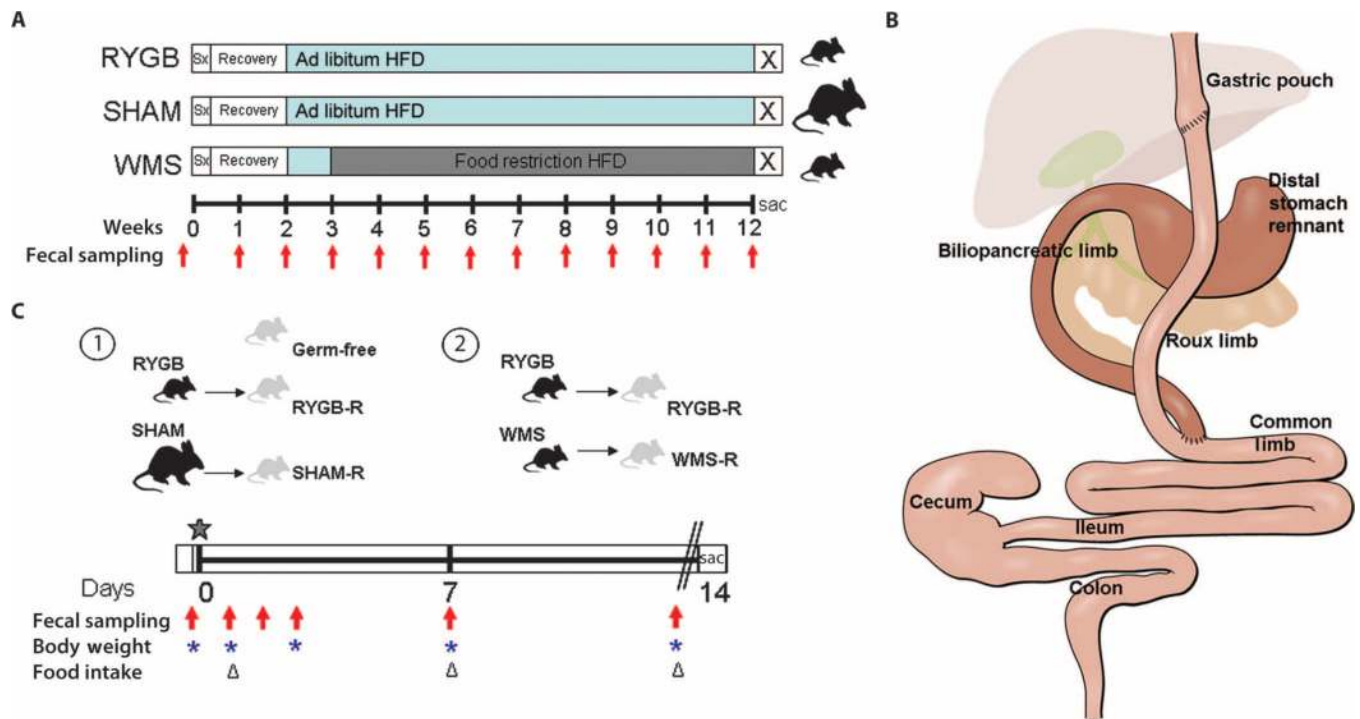 A
RYGB Sx Recovery Ad libitum HFD X
SHAM Sx Recovery Ad libitum HFD X
WMS Sx Recovery Food restriction HFD X
sac
Weeks 0 1 2 3 4 5 6 7 8 9 10 11 12
Fecal sampling
B
Gastric pouch
Distal
stomach
remnant
Biliopancreatic limb
Roux limb
Common
limb
Cecum
Ileum
Colon
C
1
Germ-free
RYGB
RYGB-R
SHAM
SHAM-R
2
RYGB
RYGB-R
WMS
WMS-R
sac
Days 0 7 14
Fecal sampling
Body weight * * * * *
Food intake